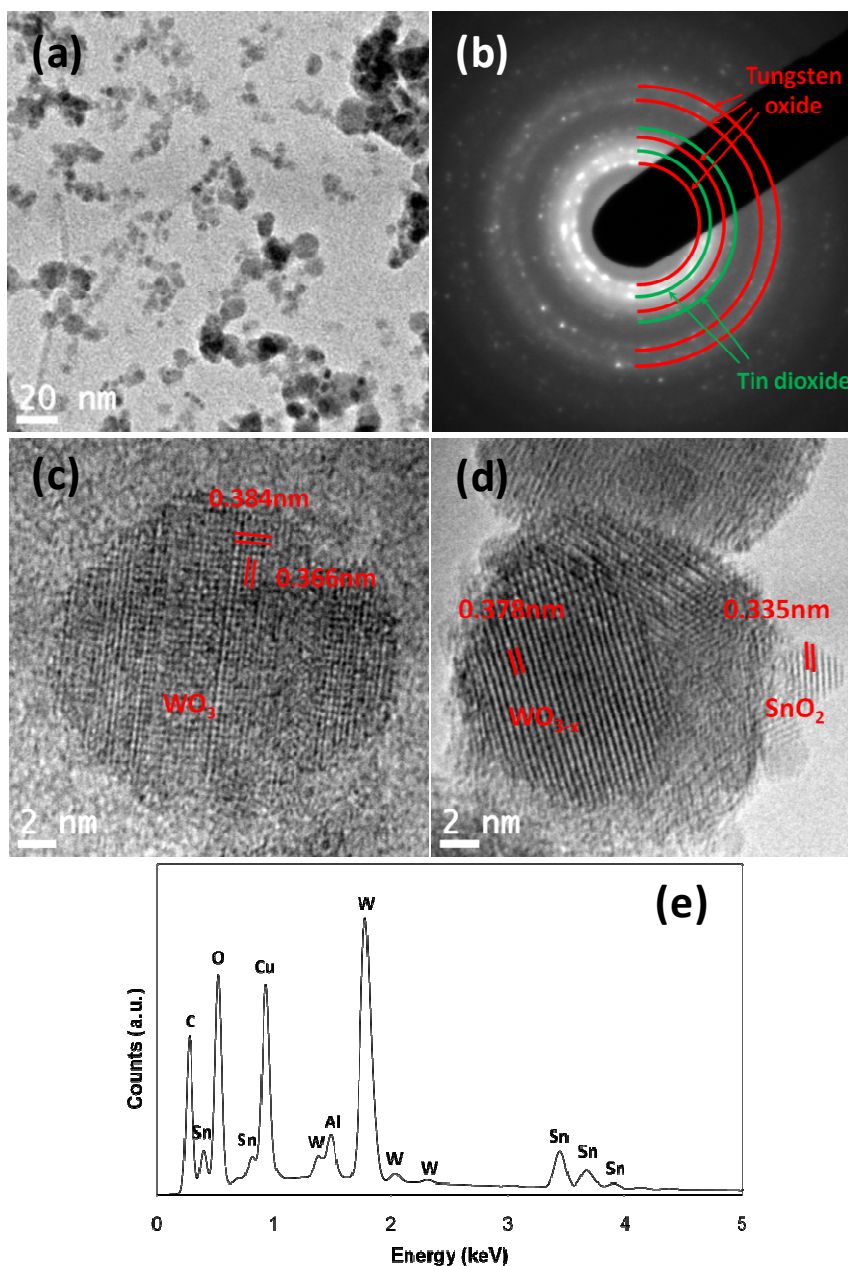 (a)
20 nm
(b)
Tungsten
oxide
Tin dioxide
(c)
0.384nm
0.366nm
WO3
2 nm
(d)
0.378nm
0.335nm
WO3-x
SnO2
2 nm
(e)
W
O
Cu
C
Sn
Sn
W
Al
W
W
Sn
Sn
Sn
Counts (a.u.)
0 1 2 3 4 5
Energy (keV)